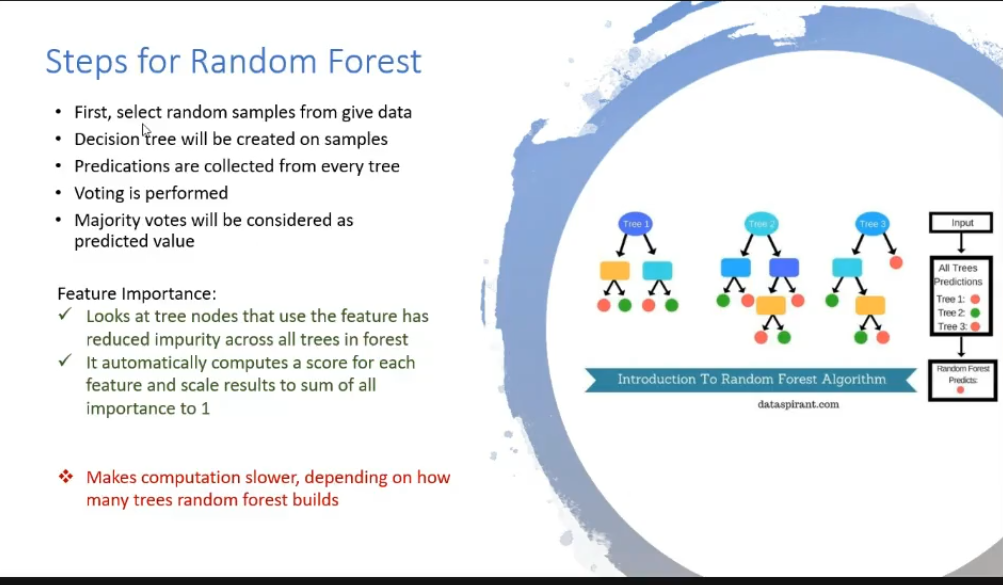 Steps for Random Forest
• First, select random samples from give data
• Decision tree will be created on samples
• Predications are collected from every tree
• Voting is performed
• Majority votes will be considered as
predicted value
Feature Importance:
✓ Looks at tree nodes that use the feature has
reduced impurity across all trees in forest
✓ It automatically computes a score for each
feature and scale results to sum of all
importance to 1
❖ Makes computation slower, depending on how
many trees random forest builds
Tree 1
Tree 2
Tree 3
Input
All Trees
Predictions
Tree 1:
Tree 2:
Tree 3:
Random Forest
Predicts:
Introduction To Random Forest Algorithm
dataspirant.com